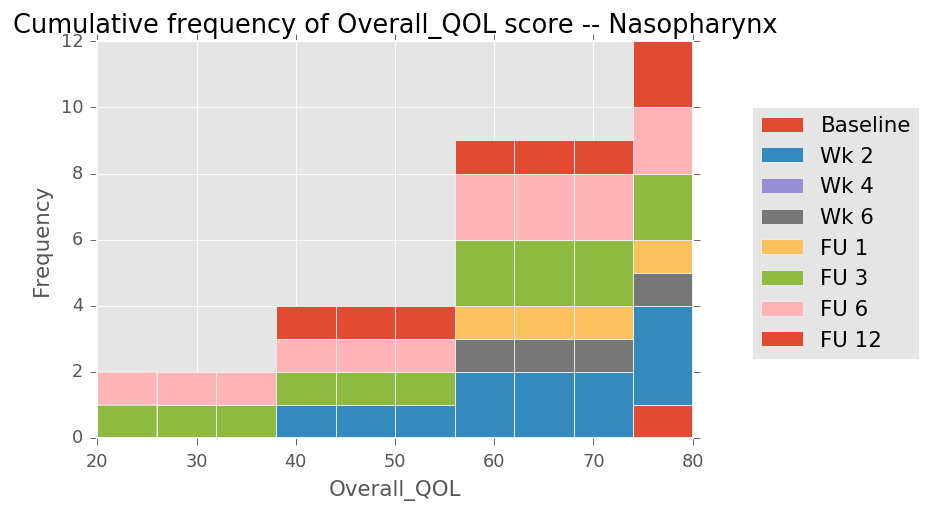 Cumulative frequency of Overall_QOL score -- Nasopharynx
12
10
8
6
4
2
0
Frequency
20 30 40 50 60 70 80
Overall_QOL
Baseline
Wk 2
Wk 4
Wk 6
FU 1
FU 3
FU 6
FU 12